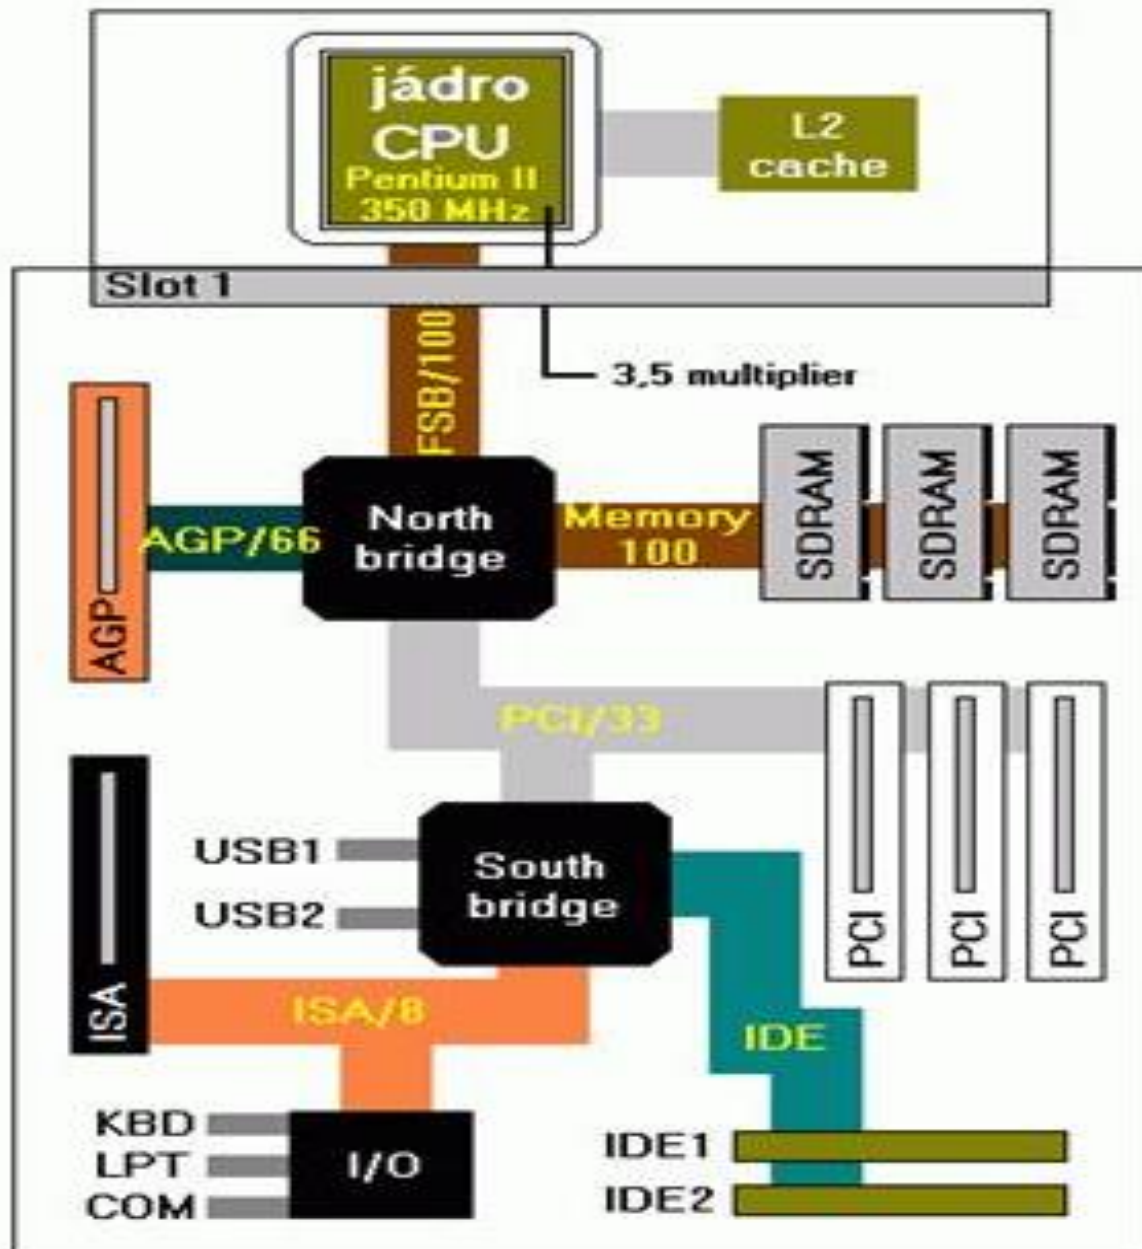 jádro
CPU
Pentium II
350 MHz
L2
cache
Slot 1
FSB/100
3,5 multiplier
AGP
AGP/66
North
bridge
Memory
100
SDRAM
SDRAM
SDRAM
PCI/33
PCI
PCI
PCI
USB1
USB2
South
bridge
ISA
ISA/8
IDE
KBD
LPT
COM
I/O
IDE1
IDE2